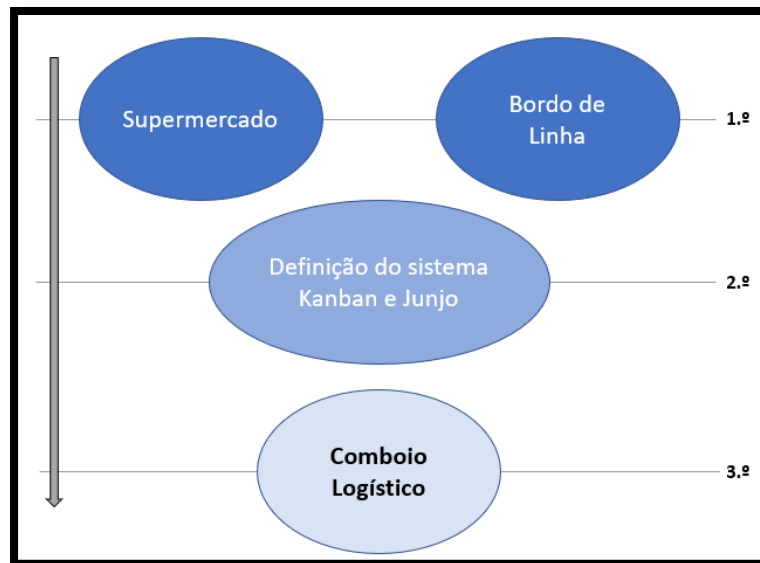 Supermercado
Bordo de
Linha
1.º
Definição do sistema
Kanban e Junjo
2.º
Comboio
Logístico
3.º